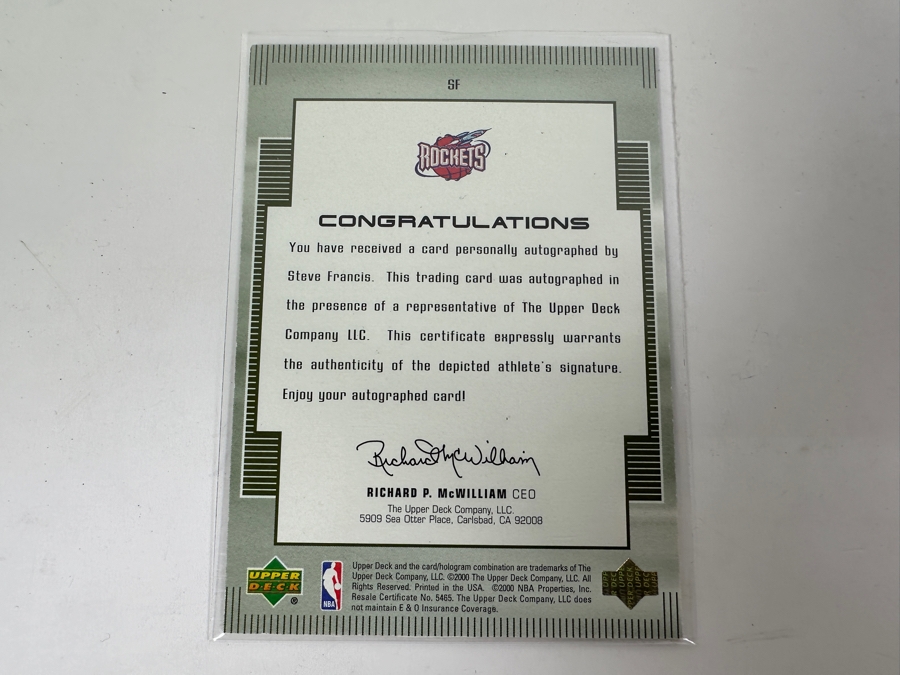 SF
ROCKETS
CONGRATULATIONS
You have received a card personally autographed by
Steve Francis. This trading card was autographed in
the presence of a representative of The Upper Deck
Company LLC. This certificate expressly warrants
the authenticity of the depicted athlete's signature.
Enjoy your autographed card!
Richard P McWilliam
RICHARD P. McWILLIAM CEO
The Upper Deck Company, LLC.
5909 Sea Otter Place, Carlsbad, CA 92008
UPPER
DECK
®
NBA
Upper Deck and the card/hologram combination are trademarks of The
Upper Deck Company, LLC. ©2000 The Upper Deck Company, LLC. All
Rights Reserved. Printed in the USA. ©2000 NBA Properties, Inc.
Resale Certificate No. 5465. The Upper Deck Company, LLC does
not maintain E & O Insurance Coverage.